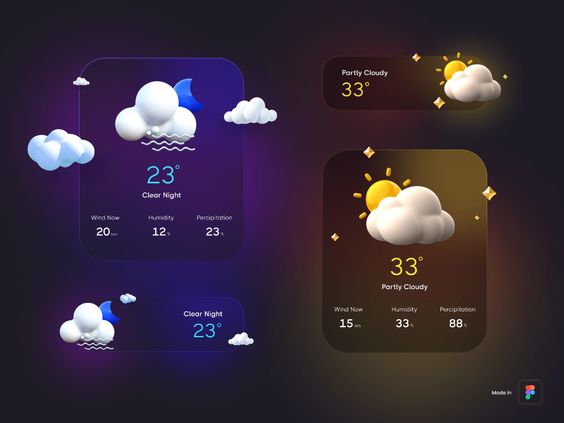 23°
Clear Night
Wind Now Humidity Percipitation
20 km 12 % 23 %
Clear Night
23°
Partly Cloudy
33°
33°
Partly Cloudy
Wind Now Humidity Percipitation
15 km 33 % 88 %
Made in